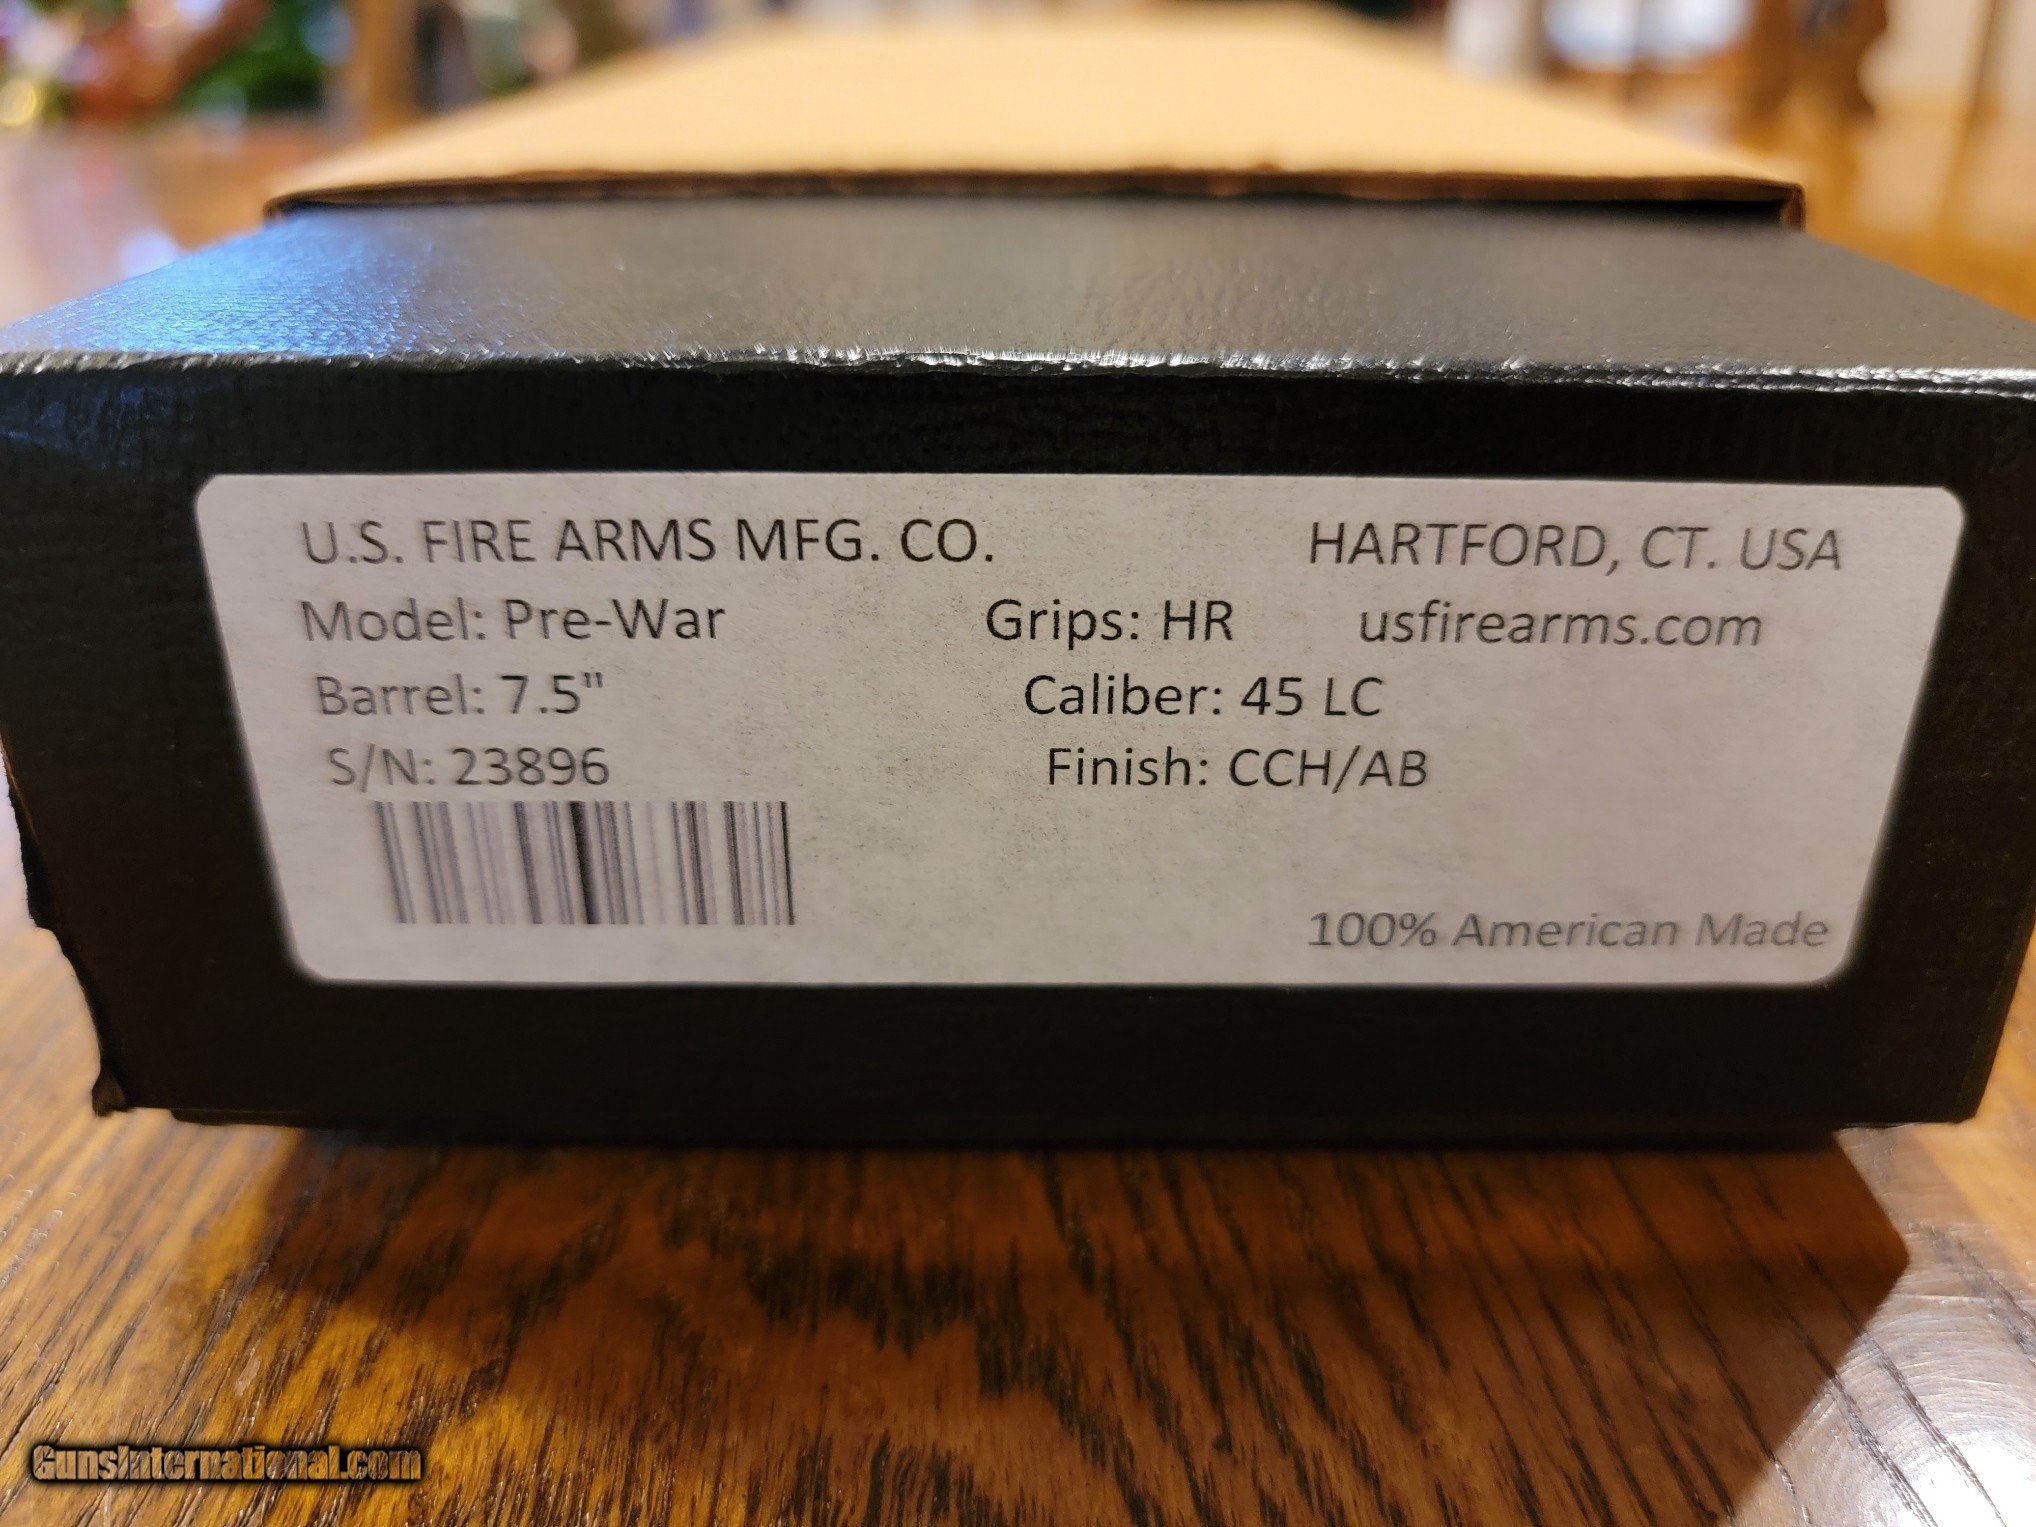 U.S. FIRE ARMS MFG. CO. HARTFORD, CT. USA
Model: Pre-War Grips: HR usfirearms.com
Barrel: 7.5" Caliber: 45 LC
S/N: 23896 Finish: CCH/AB
100% American Made
GunsInternational.com